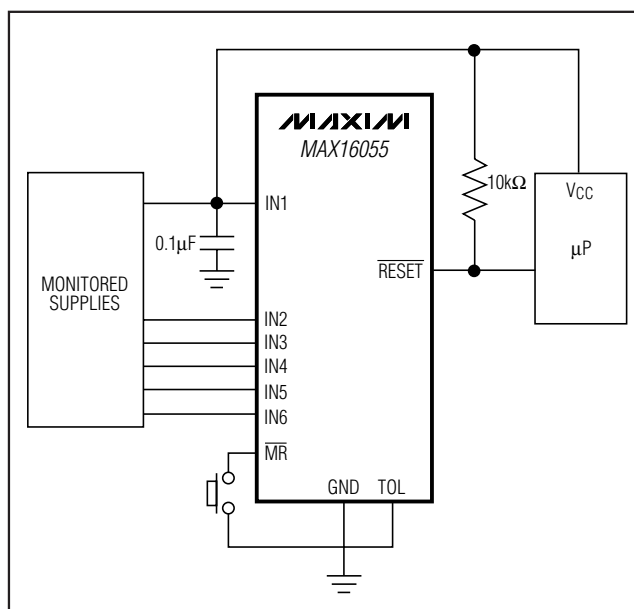 MAXIM
MAX16055
IN1
0.1µF
10kΩ
VCC
µP
RESET
MONITORED
SUPPLIES
IN2
IN3
IN4
IN5
IN6
MR
GND TOL